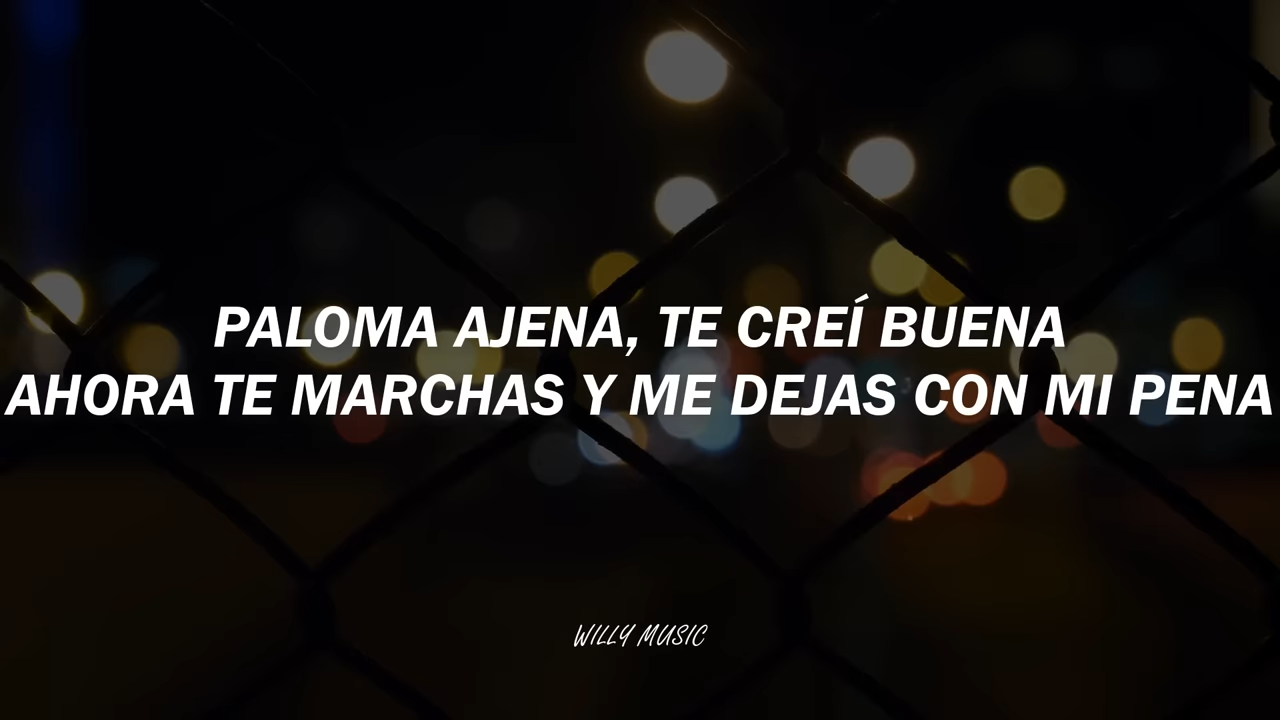 PALOMA AJENA, TE CREÍ BUENA
AHORA TE MARCHAS Y ME DEJAS CON MI PENA
WILLY MUSIC